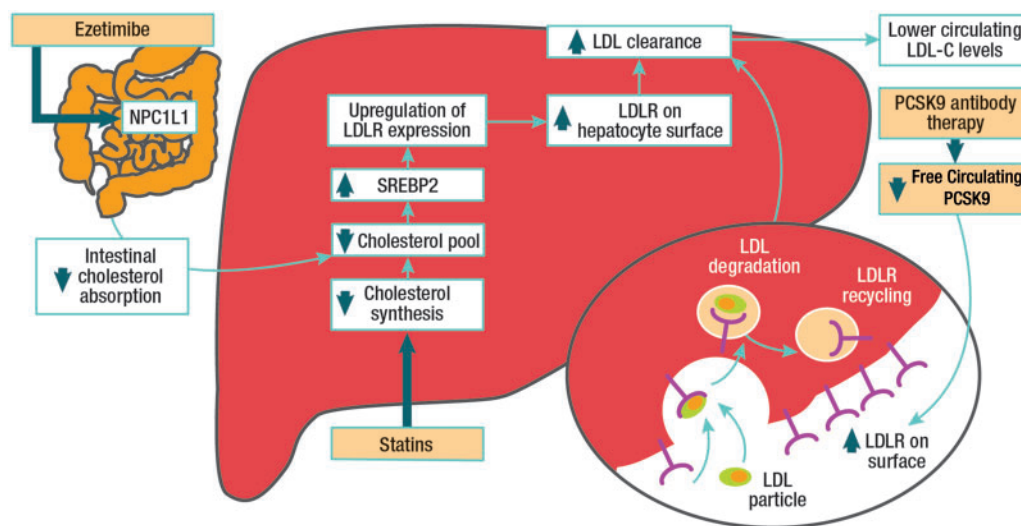 Ezetimibe
NPC1L1
Intestinal
cholesterol
absorption
Upregulation of
LDLR expression
SREBP2
Cholesterol pool
Cholesterol
synthesis
Statins
LDL clearance
LDLR on
hepatocyte surface
Lower circulating
LDL-C levels
PCSK9 antibody
therapy
Free Circulating
PCSK9
LDL
degradation
LDLR
recycling
LDL
particle
LDLR on
surface